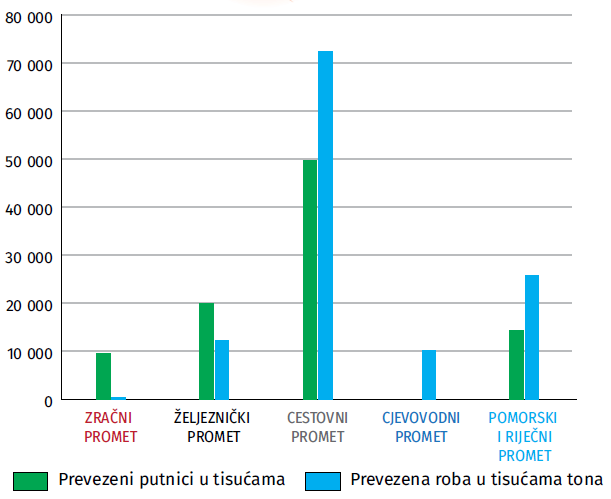 80 000
70 000
60 000
50 000
40 000
30 000
20 000
10 000
0
ZRAČNI
PROMET
ŽELJEZNIČKI
PROMET
CESTOVNI
PROMET
CJEVOVODNI
PROMET
POMORSKI
I RIJEČNI
PROMET
Prevezeni putnici u tisućama
Prevezena roba u tisućama tona